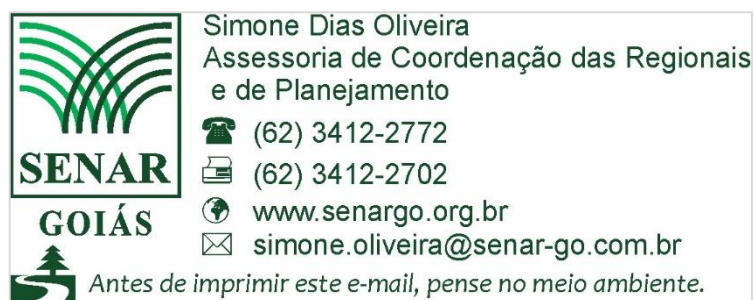 Simone Dias Oliveira
Assessoria de Coordenação das Regionais
e de Planejamento
(62) 3412-2772
(62) 3412-2702
www.senargo.org.br
simone.oliveira@senar-go.com.br
SENAR
GOIÁS
Antes de imprimir este e-mail, pense no meio ambiente.